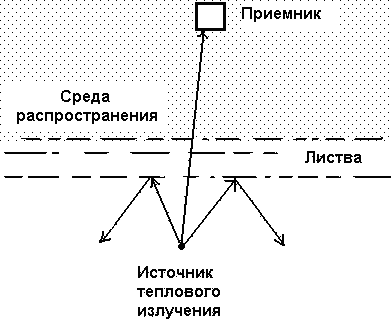 Приемник
Среда
распространения
Листва
Источник
теплового
излучения